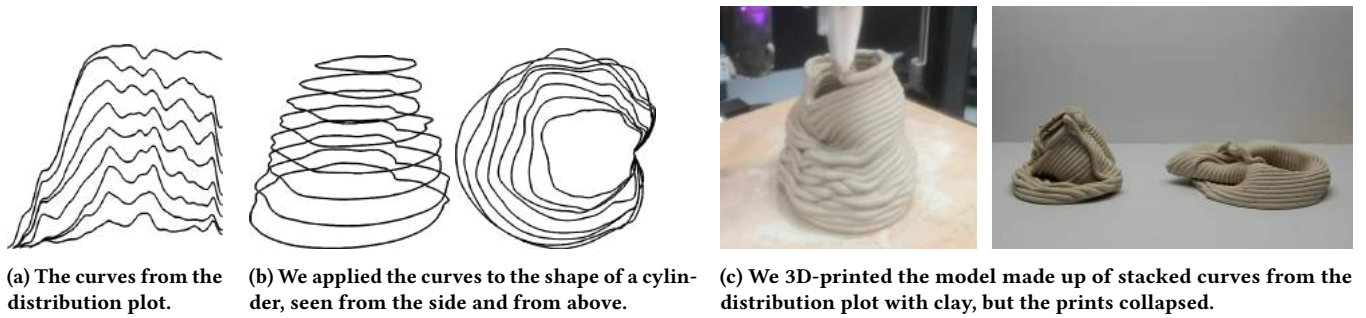 (a) The curves from the
distribution plot.
(b) We applied the curves to the shape of a cylin-
der, seen from the side and from above.
(c) We 3D-printed the model made up of stacked curves from the
distribution plot with clay, but the prints collapsed.